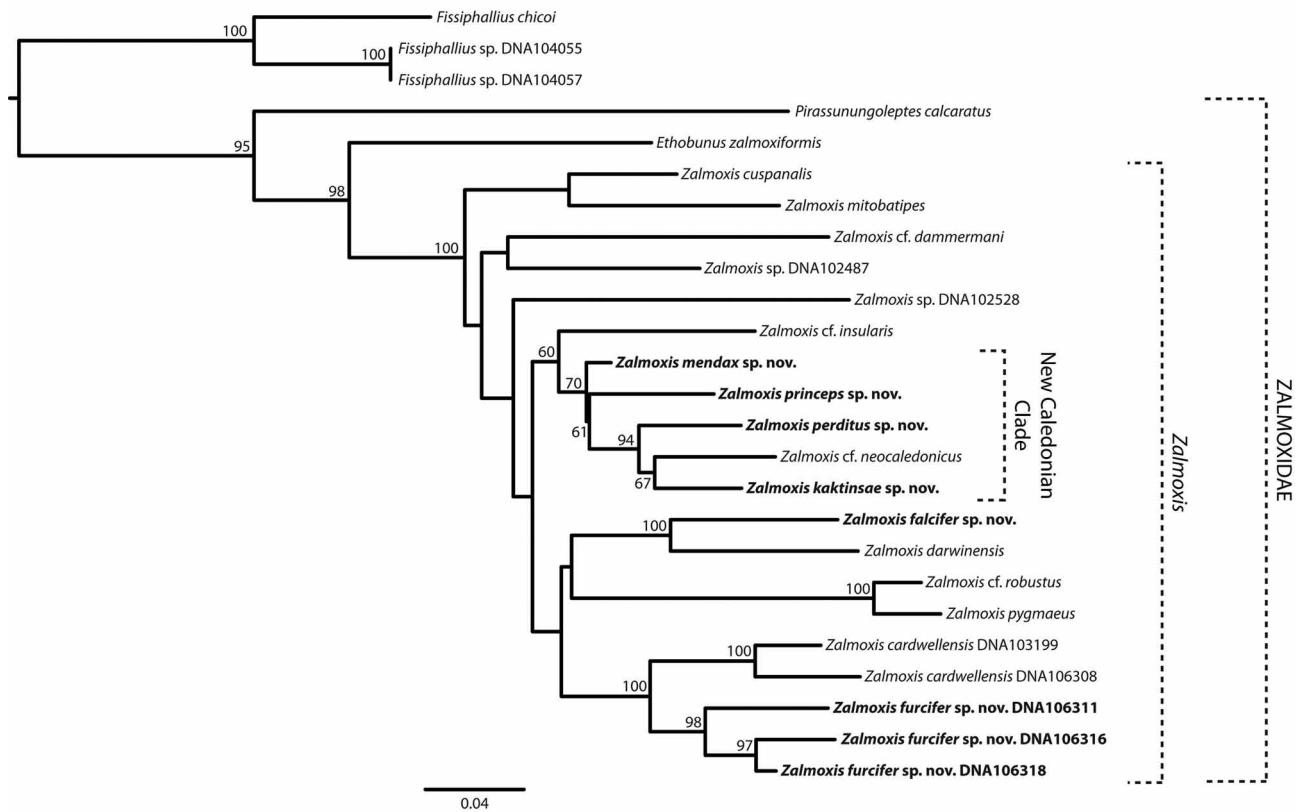 Fissiphallius chicoi
100
Fissiphallius sp. DNA104055
100
Fissiphallius sp. DNA104057
Pirassunungoleptes calcaratus
95
Ethobunus zalmoxiformis
98
Zalmoxis cuspanalis
Zalmoxis mitobatipes
100
Zalmoxis cf. dammermani
Zalmoxis sp. DNA102487
Zalmoxis sp. DNA102528
Zalmoxis cf. insularis
60
Zalmoxis mendax sp. nov.
70
Zalmoxis princeps sp. nov.
61
Zalmoxis perditus sp. nov.
94
Zalmoxis cf. neocaledonicus
67
Zalmoxis kaktinsae sp. nov.
New Caledonian
Clade
Zalmoxis
ZALMOXIDAE
Zalmoxis falcifer sp. nov.
100
Zalmoxis darwinensis
Zalmoxis cf. robustus
100
Zalmoxis pygmaeus
Zalmoxis cardwellensis DNA103199
100
Zalmoxis cardwellensis DNA106308
100
Zalmoxis furcifer sp. nov. DNA106311
98
Zalmoxis furcifer sp. nov. DNA106316
97
Zalmoxis furcifer sp. nov. DNA106318
0.04